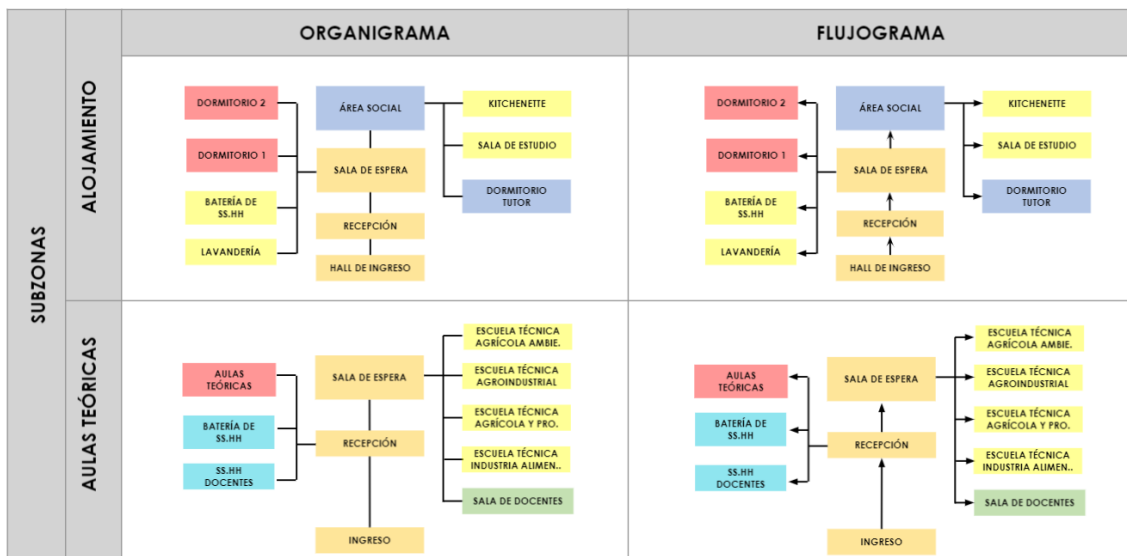 ORGANIGRAMA
FLUJOGRAMA
SUBZONAS
ALOJAMIENTO
DORMITORIO 2
DORMITORIO 1
BATERÍA DE
SS.HH
LAVANDERÍA
ÁREA SOCIAL
SALA DE ESPERA
RECEPCIÓN
HALL DE INGRESO
KITCHENETTE
SALA DE ESTUDIO
DORMITORIO
TUTOR
DORMITORIO 2
DORMITORIO 1
BATERÍA DE
SS.HH
LAVANDERÍA
ÁREA SOCIAL
SALA DE ESPERA
RECEPCIÓN
HALL DE INGRESO
KITCHENETTE
SALA DE ESTUDIO
DORMITORIO
TUTOR
AULAS TEÓRICAS
AULAS
TEÓRICAS
BATERÍA DE
SS.HH
SS.HH
DOCENTES
SALA DE ESPERA
RECEPCIÓN
INGRESO
ESCUELA TÉCNICA
AGRÍCOLA AMBIE.
ESCUELA TÉCNICA
AGROINDUSTRIAL
ESCUELA TÉCNICA
AGRÍCOLA Y PRO.
ESCUELA TÉCNICA
INDUSTRIA ALIMEN..
SALA DE DOCENTES
AULAS
TEÓRICAS
BATERÍA DE
SS.HH
SS.HH
DOCENTES
SALA DE ESPERA
RECEPCIÓN
INGRESO
ESCUELA TÉCNICA
AGRÍCOLA AMBIE.
ESCUELA TÉCNICA
AGROINDUSTRIAL
ESCUELA TÉCNICA
AGRÍCOLA Y PRO.
ESCUELA TÉCNICA
INDUSTRIA ALIMEN..
SALA DE DOCENTES